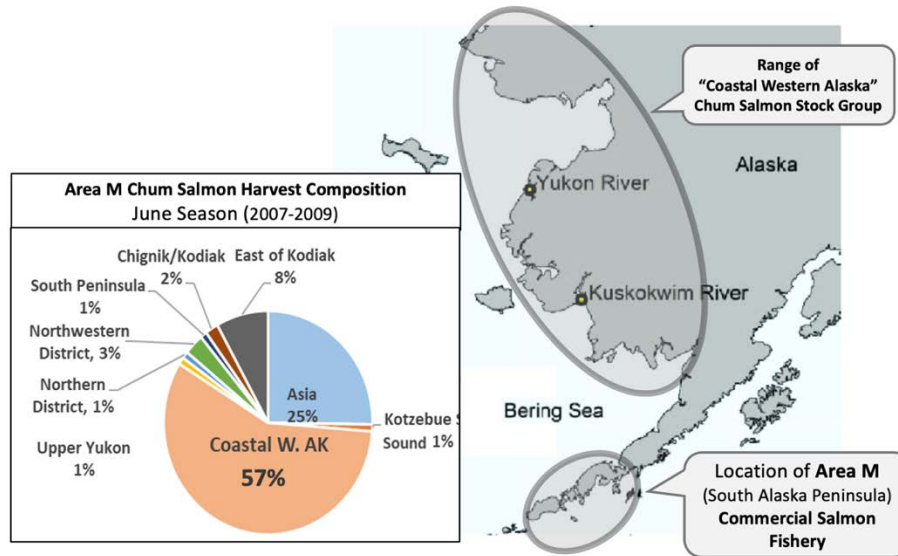 Range of
“Coastal Western Alaska”
Chum Salmon Stock Group
Alaska
Yukon River
Kuskokwim River
Bering Sea
Location of Area M
(South Alaska Peninsula)
Commercial Salmon
Fishery
Area M Chum Salmon Harvest Composition
June Season (2007-2009)
Chignik/Kodiak
2%
East of Kodiak
8%
South Peninsula
1%
Northwestern
District, 3%
Northern
District, 1%
Upper Yukon
1%
Asia
25%
Kotzebue S
Sound 1%
Coastal W. AK
57%